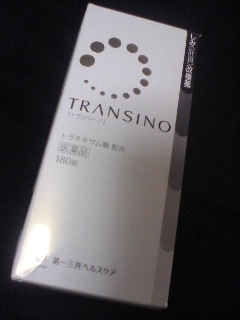 しみ(肝斑)改善薬
TRANSINO
[トランシーノ]
トラネキサム酸 配合
医薬品
180錠
第一三共ヘルスケア